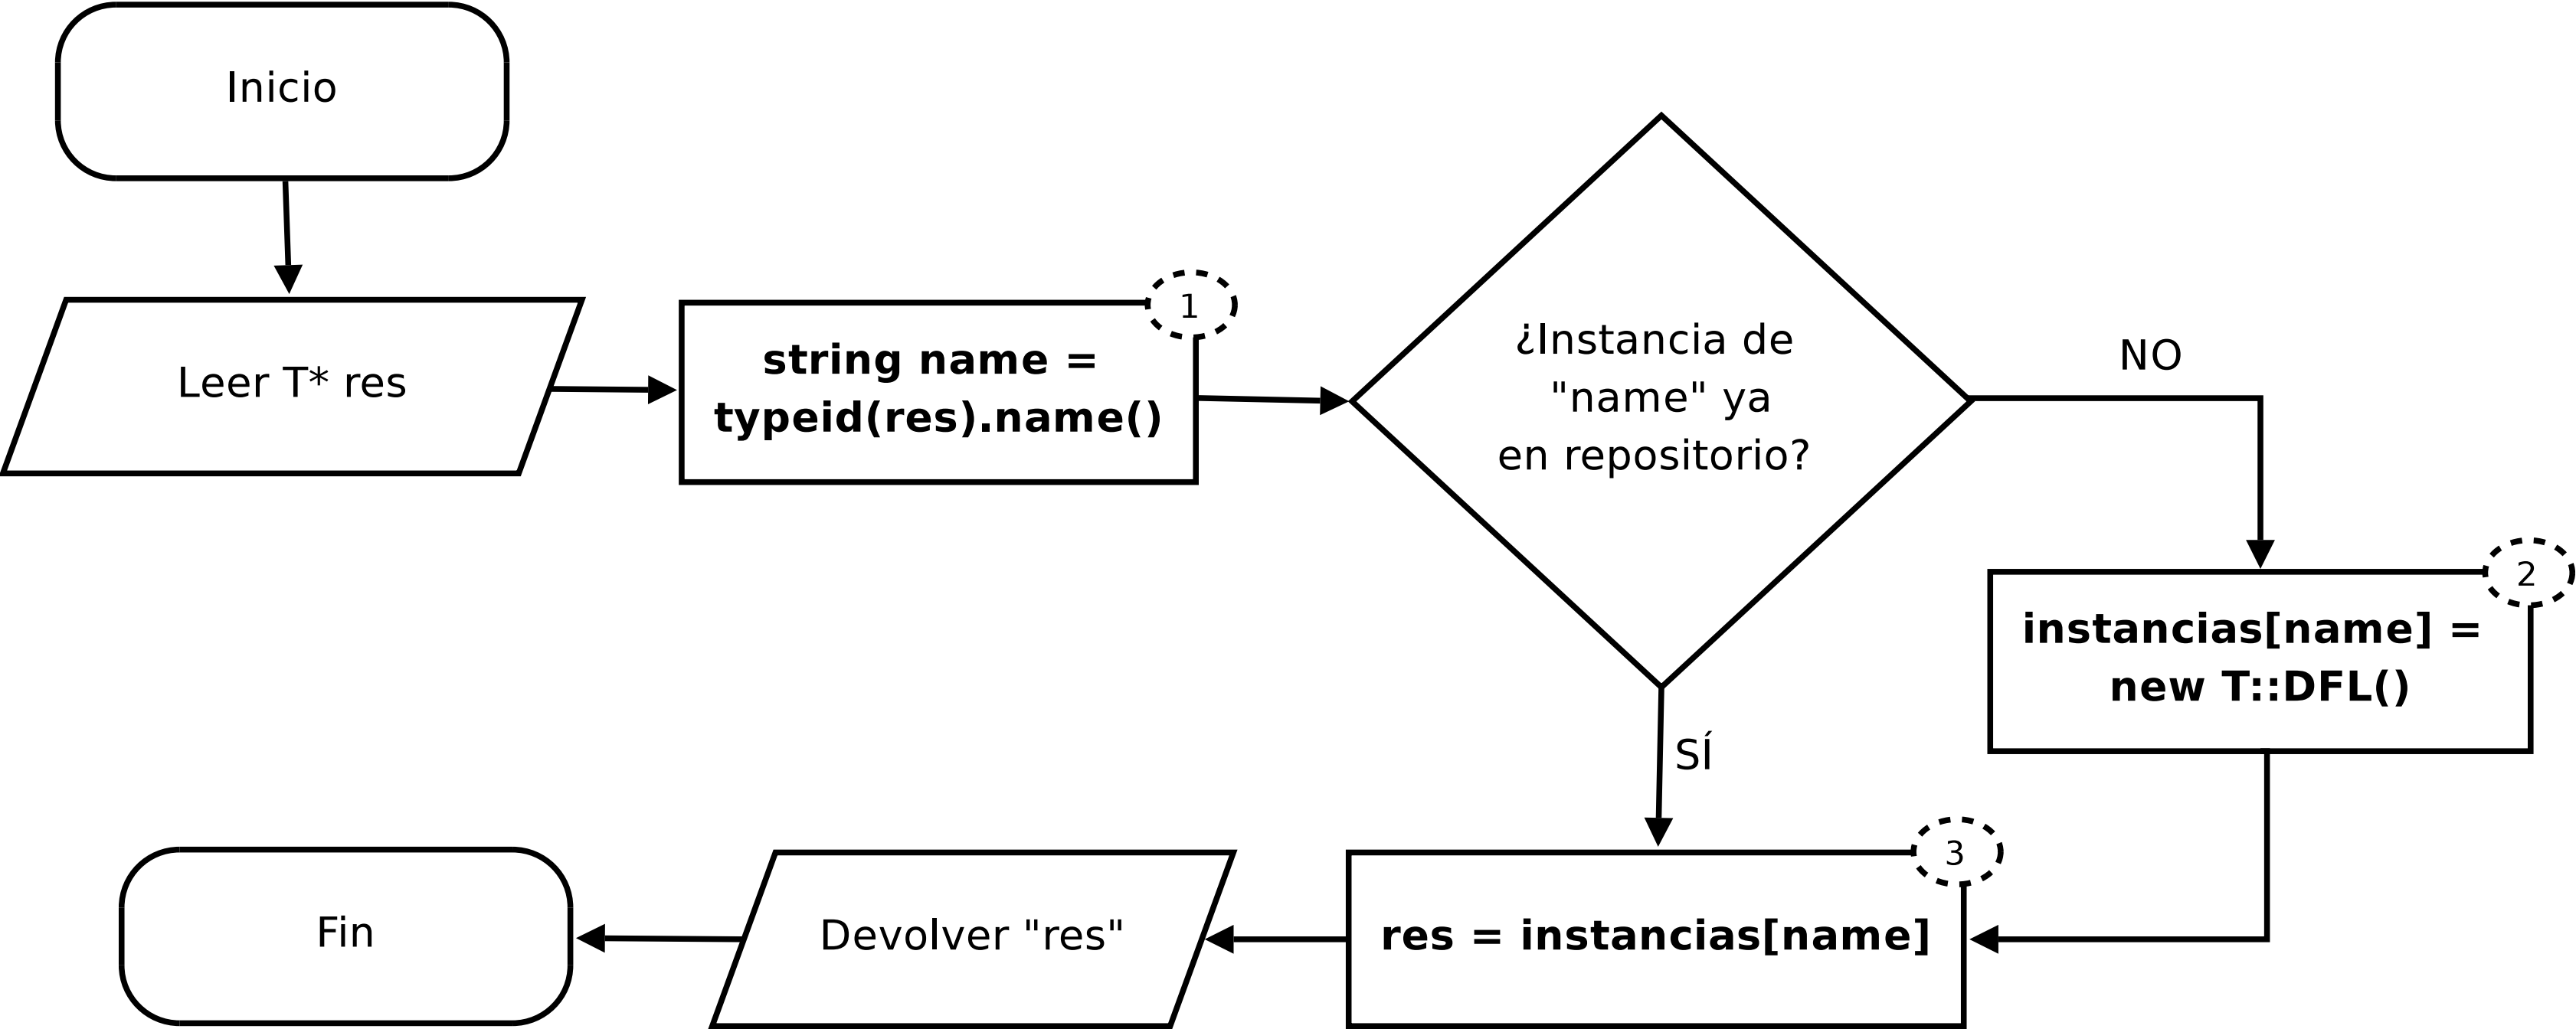 Inicio
Leer T* res
1
string name =
typeid(res).name()
¿Instancia de
"name" ya
en repositorio?
NO
2
instancias[name] =
new T::DFL()
SÍ
3
res = instancias[name]
Devolver "res"
Fin